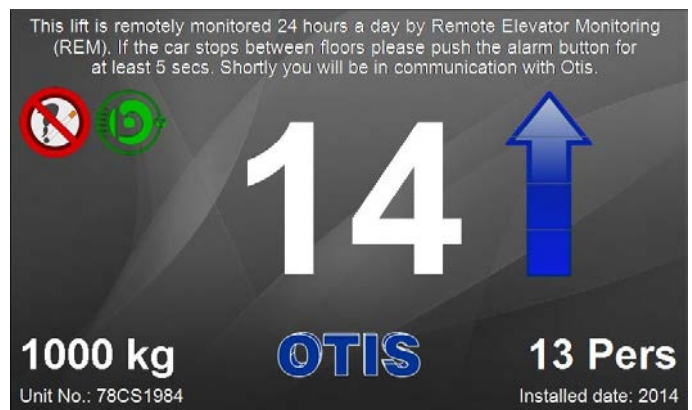 This lift is remotely monitored 24 hours a day by Remote Elevator Monitoring
(REM). If the car stops between floors please push the alarm button for
at least 5 secs. Shortly you will be in communication with Otis.
14
1000 kg
OTIS
13 Pers
Unit No.: 78CS1984
Installed date: 2014